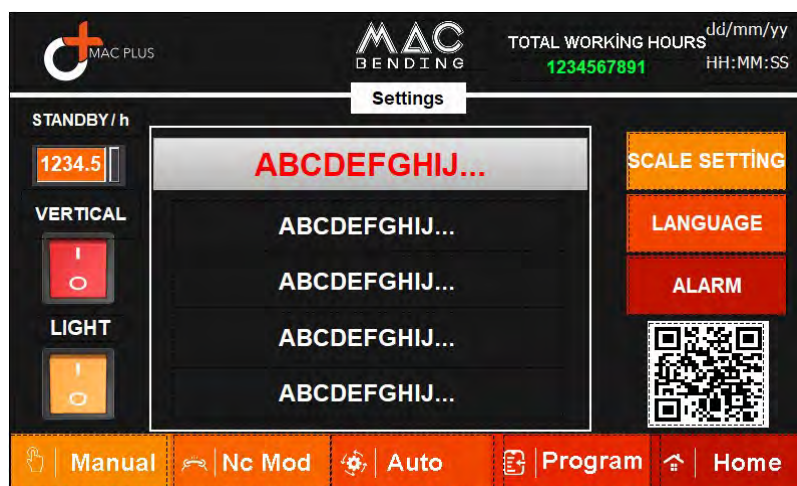 MAC PLUS
MAC
BENDING
TOTAL WORKİNG HOURS
1234567891
dd/mm/yy
HH:MM:SS
Settings
STANDBY/ h
1234.5
VERTICAL
I
O
LIGHT
I
O
ABCDEFGHIJ...
ABCDEFGHIJ...
ABCDEFGHIJ...
ABCDEFGHIJ...
ABCDEFGHIJ...
SCALE SETTİNG
LANGUAGE
ALARM
Manual
Nc Mod
Auto
Program
Home